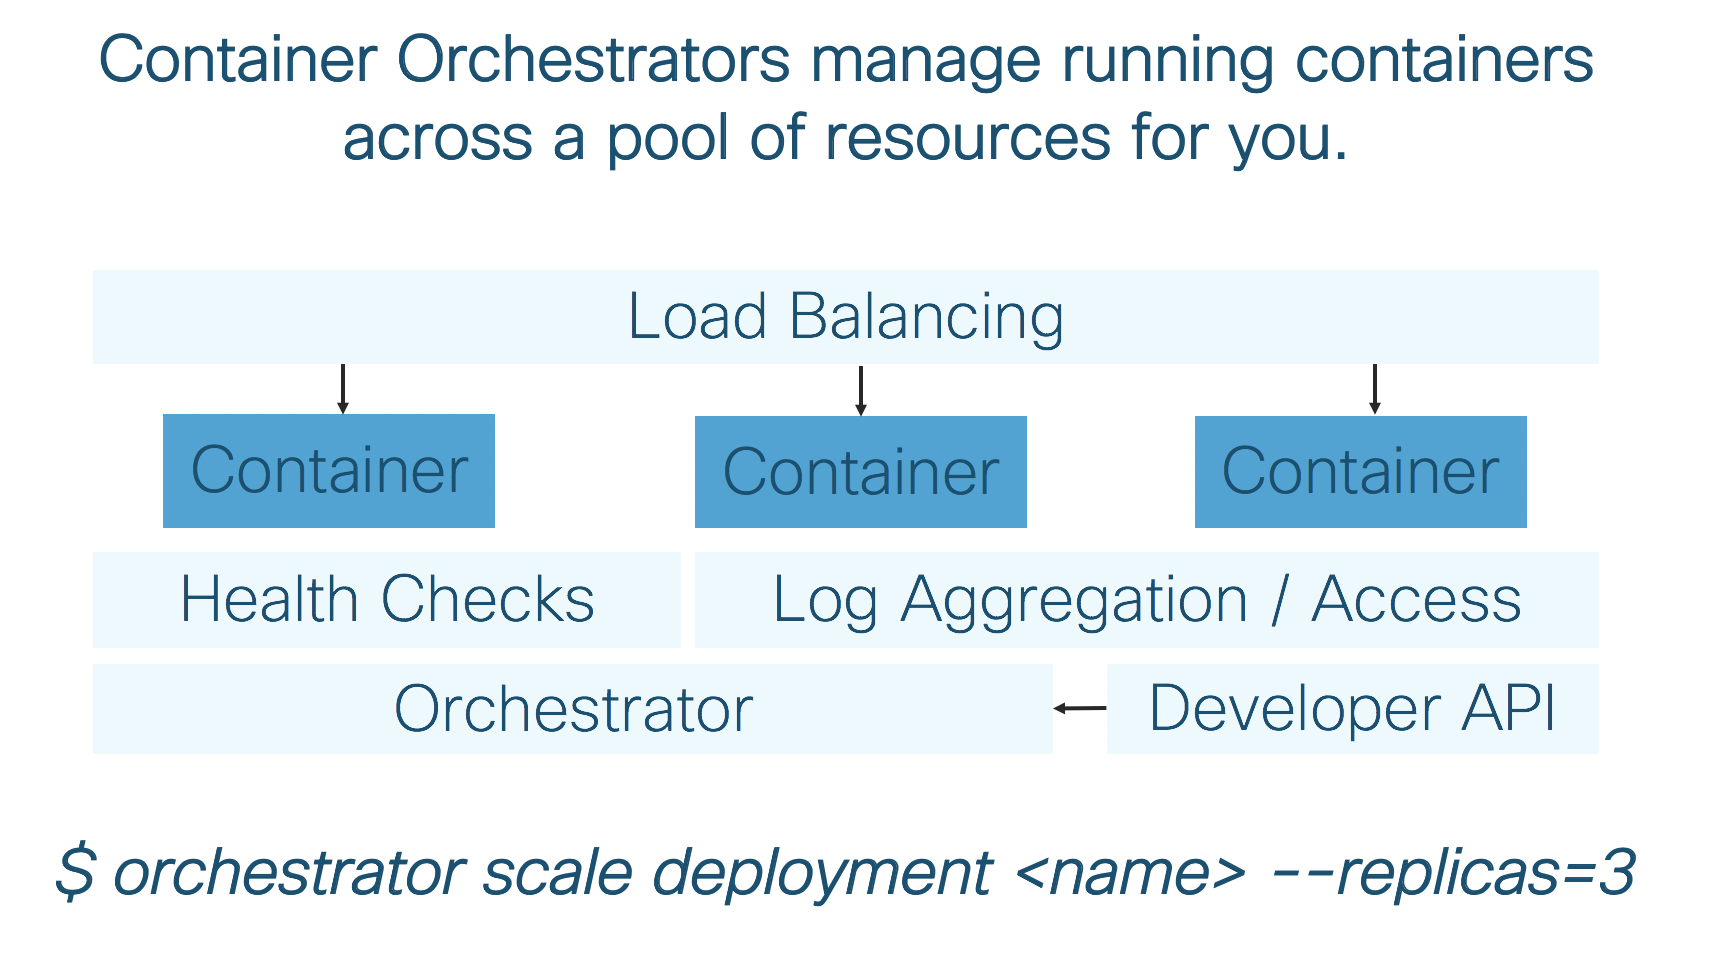 Container Orchestrators manage running containers
across a pool of resources for you.
Load Balancing
Container
Container
Container
Health Checks
Log Aggregation / Access
Orchestrator
Developer API
$ orchestrator scale deployment <name> --replicas=3